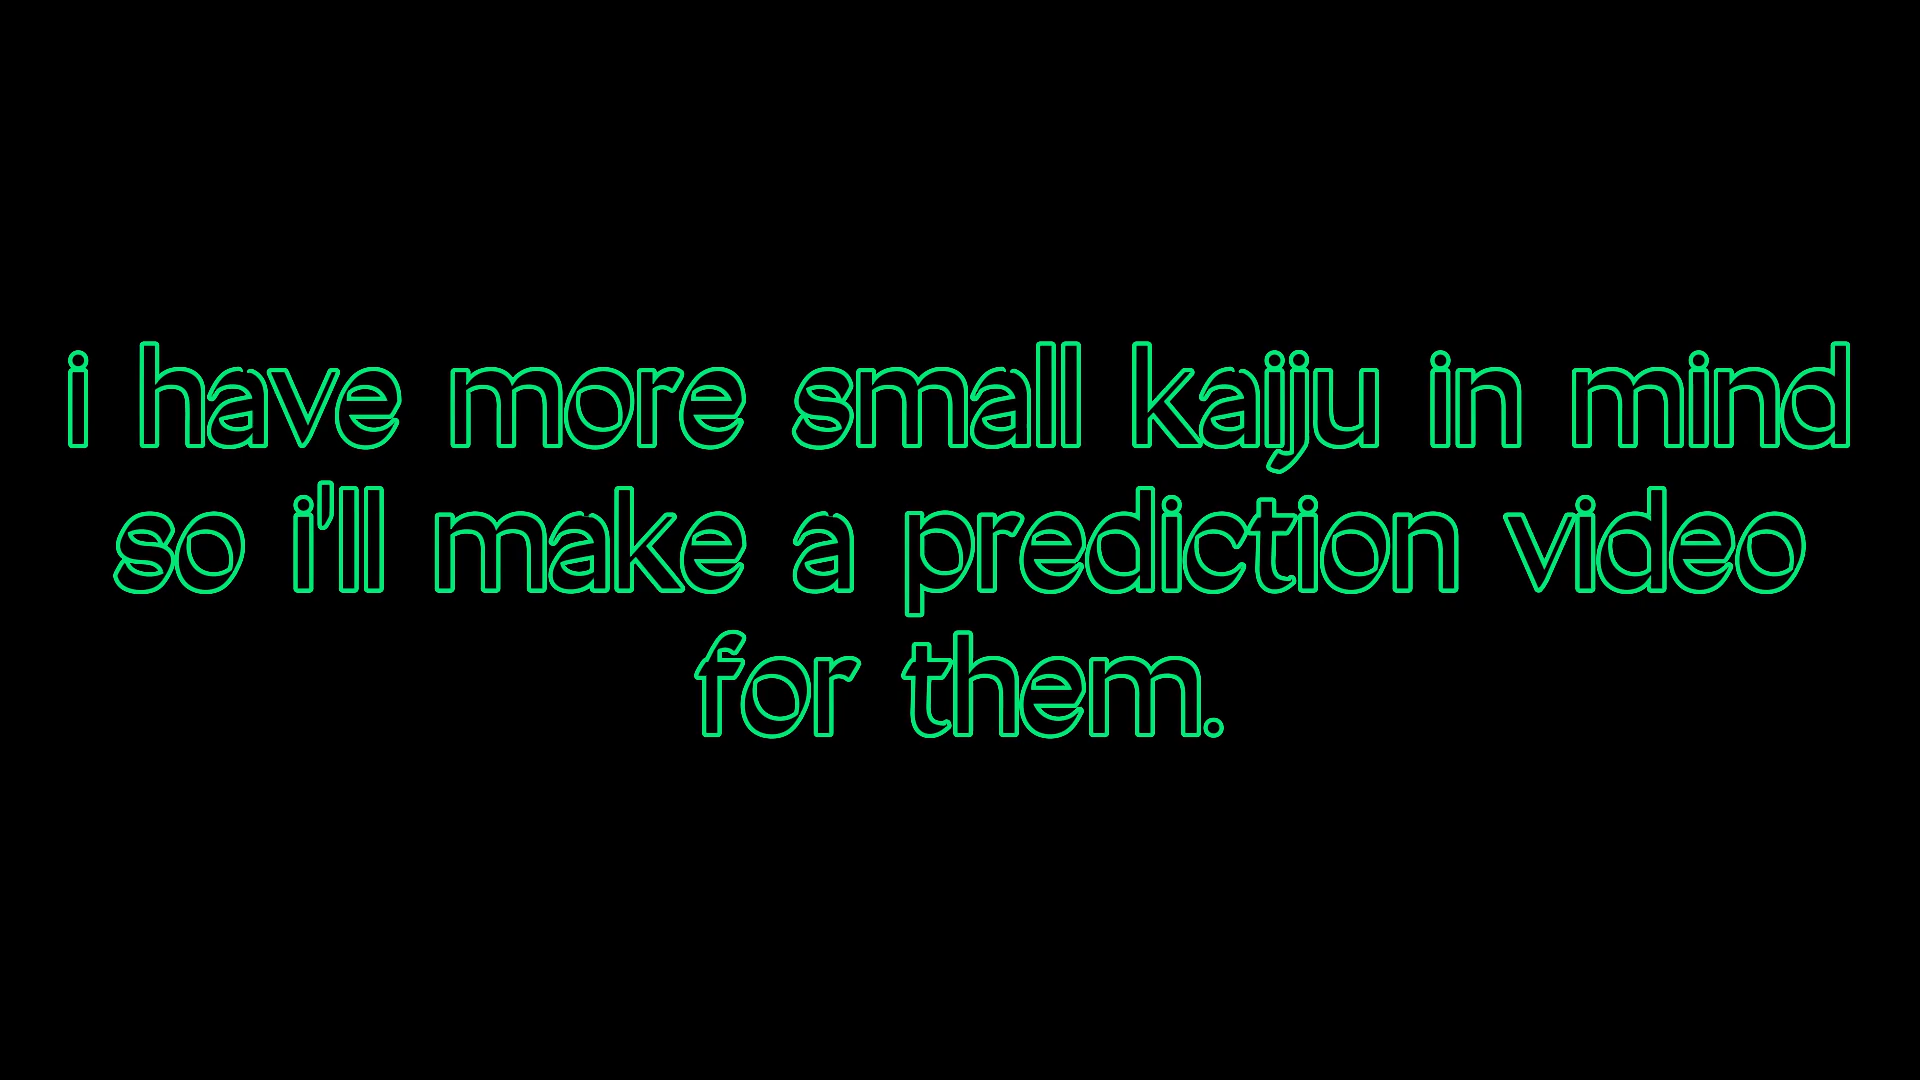 i have more small kaiju in mind
so i'll make a prediction video
for them.